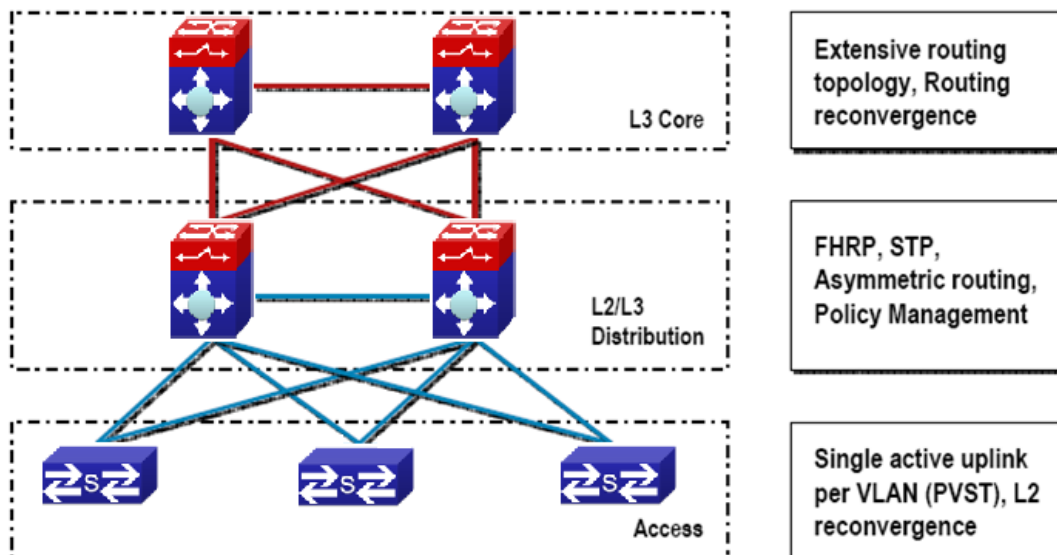 Extensive routing
topology, Routing
reconvergence
L3 Core
FHRP, STP,
Asymmetric routing,
Policy Management
L2/L3
Distribution
S
S
S
Single active uplink
per VLAN (PVST), L2
reconvergence
Access